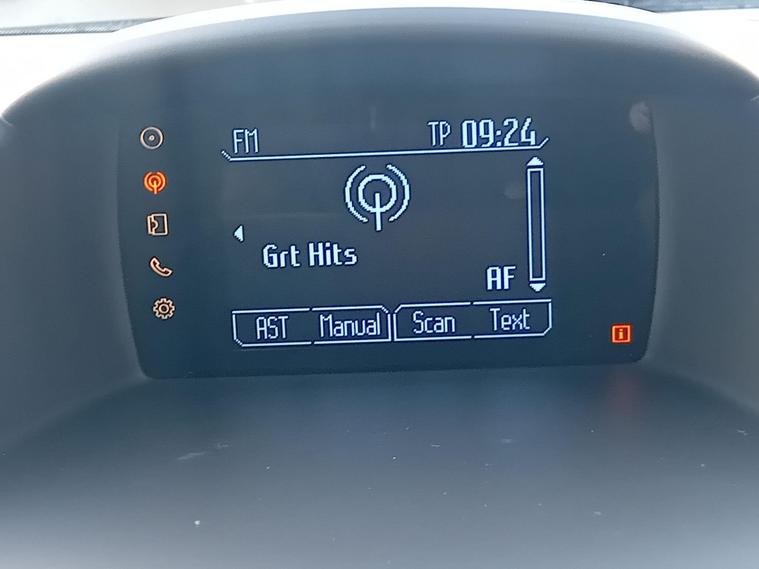 FM TP 09:24
Grt Hits
AF
AST Manual Scan Text
i